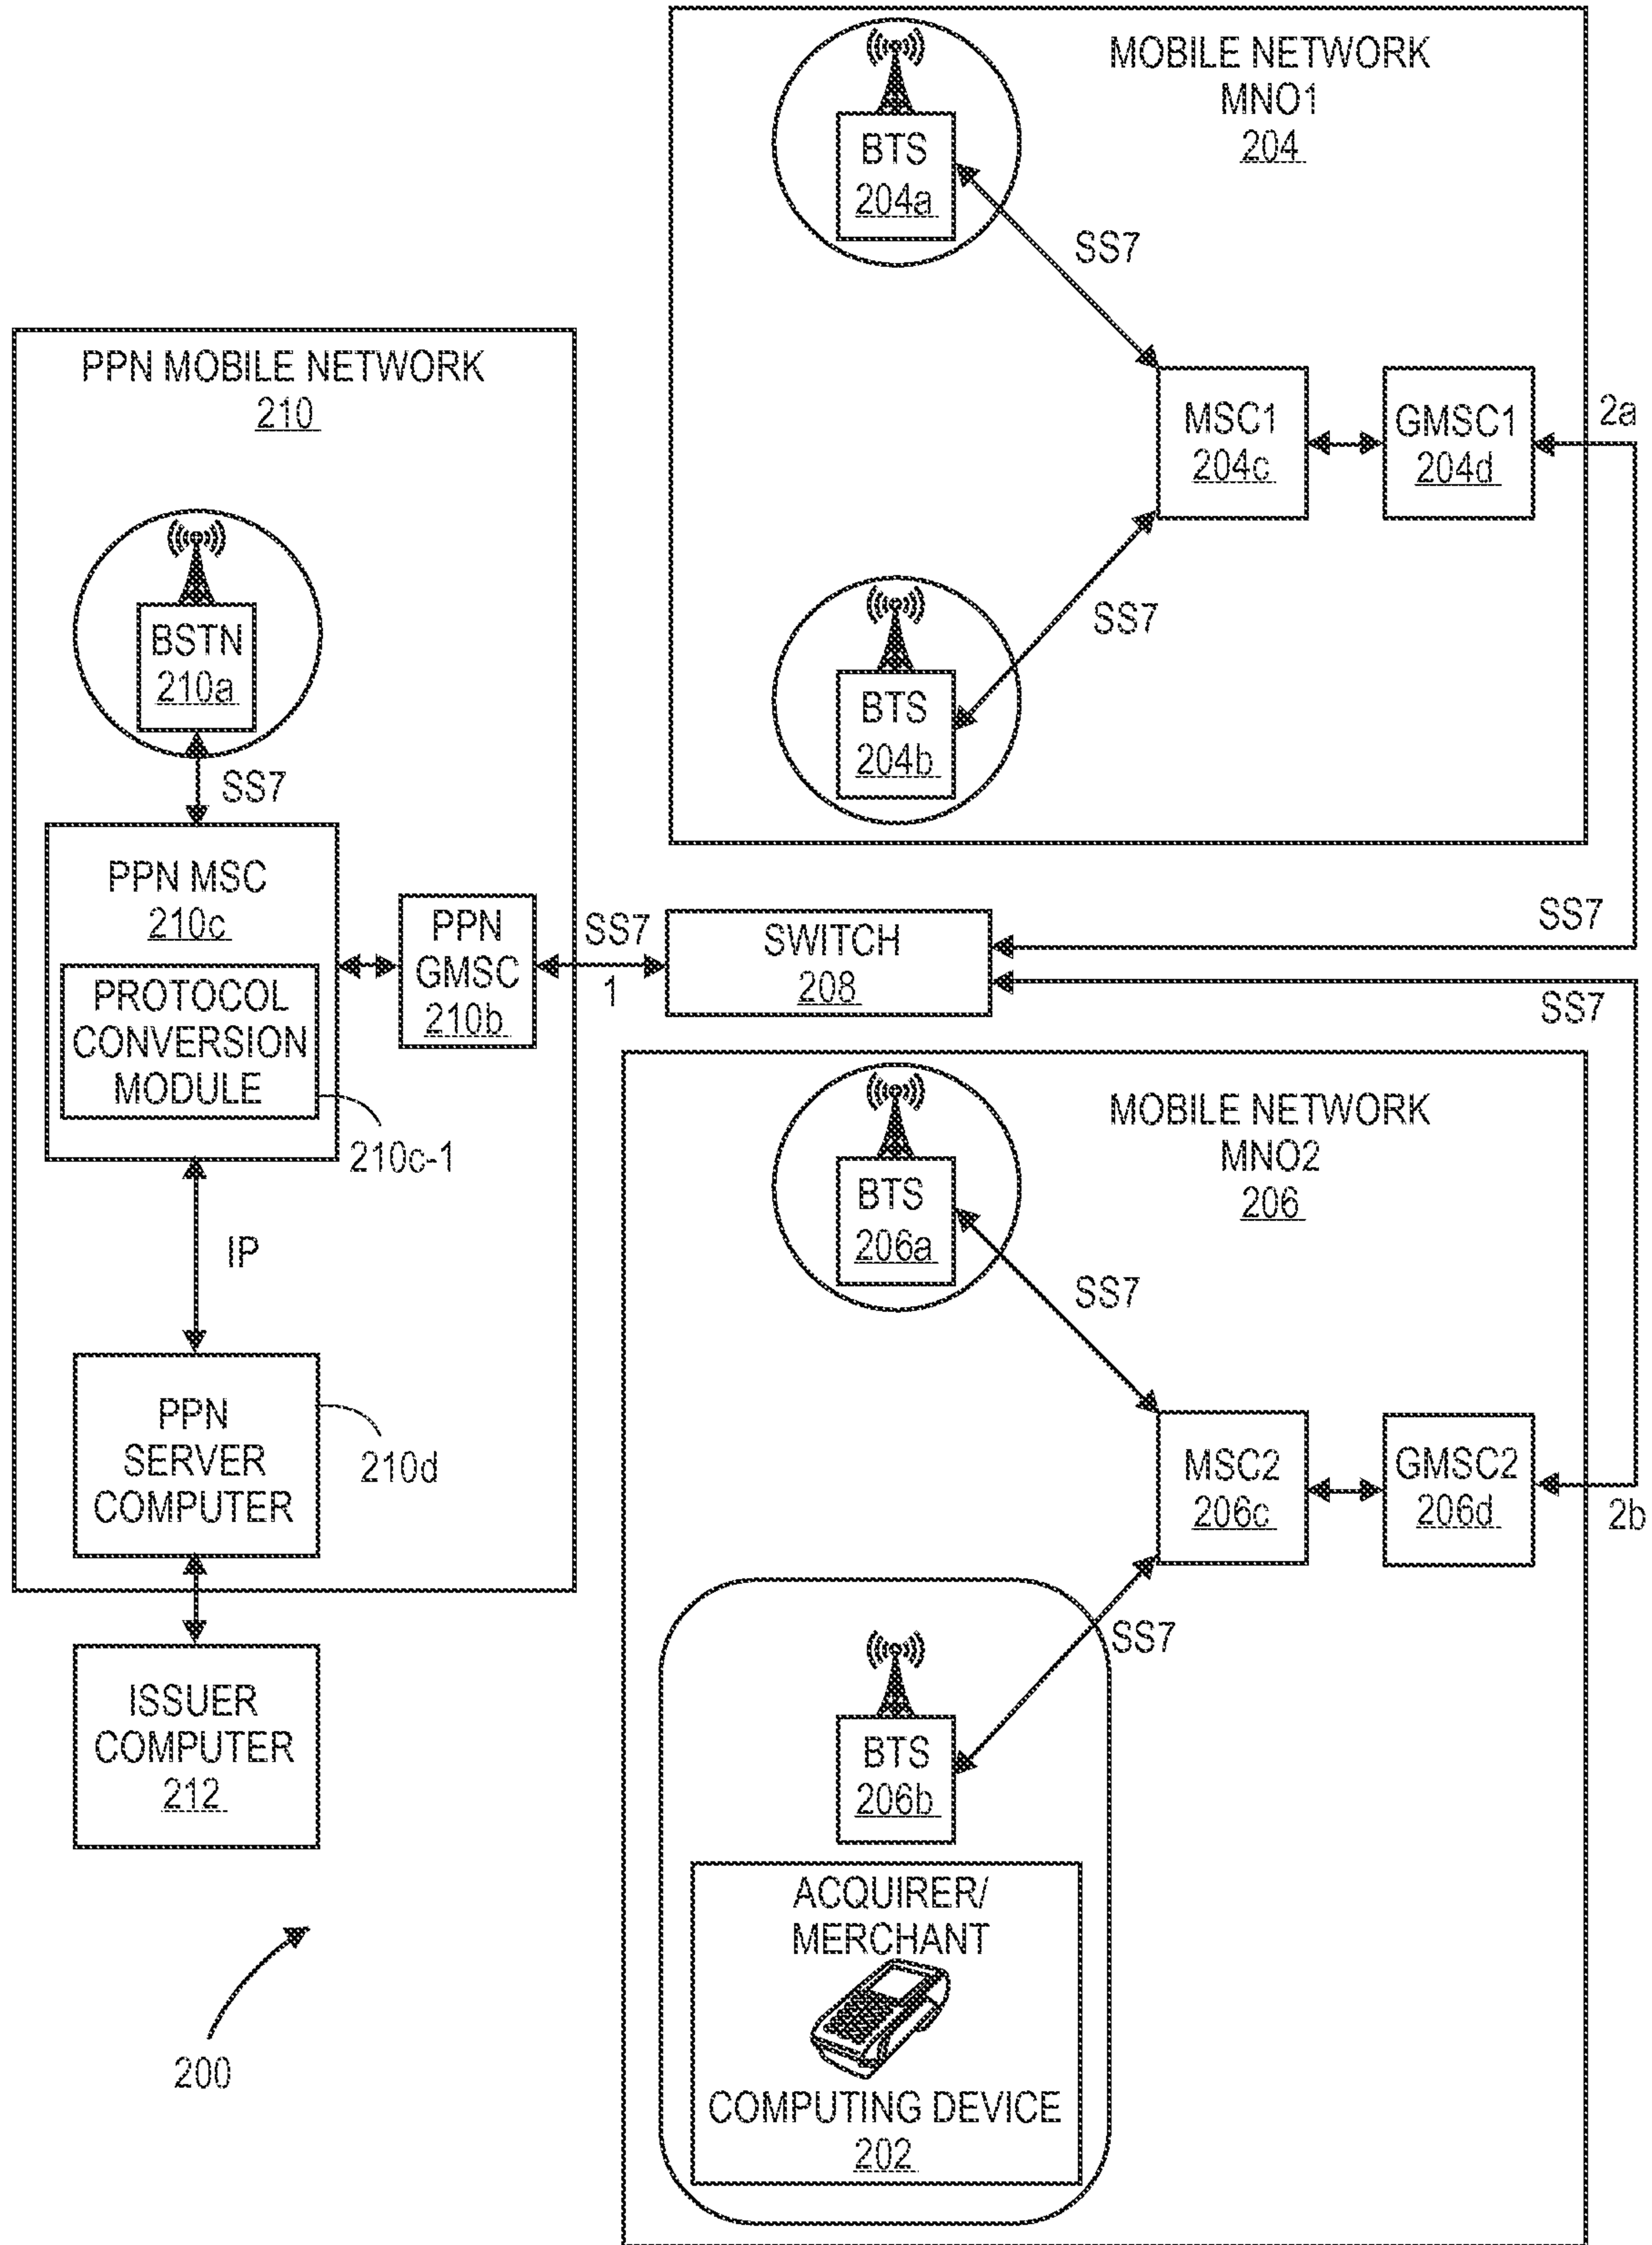 MOBILE NETWORK
MNO1
204
BTS
204a
SS7
MSC1
204c
GMSC1
204d
2a
SS7
BTS
204b
SS7
PPN MOBILE NETWORK
210
BSTN
210a
SS7
PPN MSC
210c
PROTOCOL
CONVERSION
MODULE
210c-1
PPN
GMSC
210b
SS7
1
SWITCH
208
SS7
IP
PPN
SERVER
COMPUTER
210d
ISSUER
COMPUTER
212
200
MOBILE NETWORK
MNO2
206
BTS
206a
SS7
MSC2
206c
GMSC2
206d
2b
SS7
BTS
206b
ACQUIRER/
MERCHANT
COMPUTING DEVICE
202